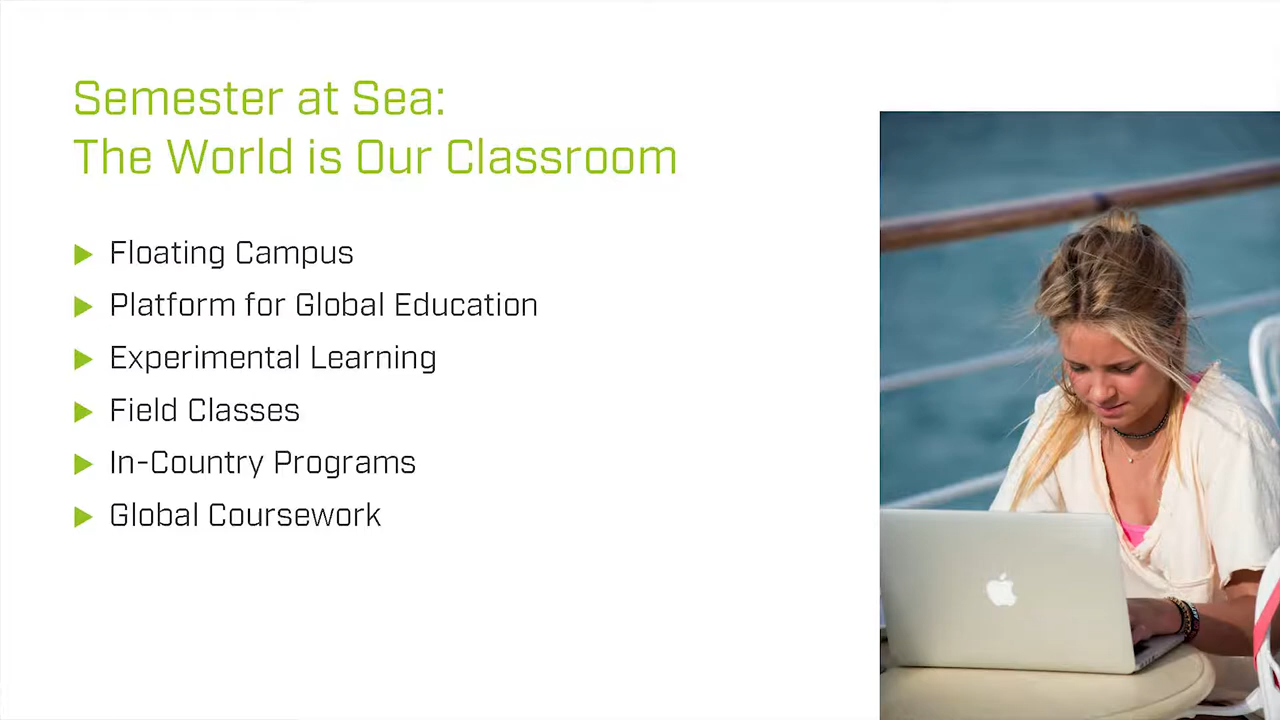 Semester at Sea:
The World is Our Classroom
Floating Campus
Platform for Global Education
Experimental Learning
Field Classes
In-Country Programs
Global Coursework